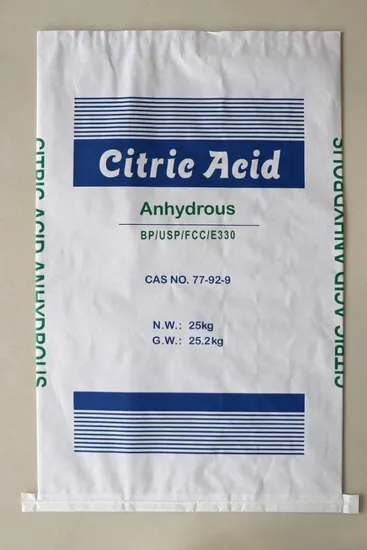 Citric Acid
Anhydrous
BP/USP/FCC/E330
CAS NO. 77-92-9
N.W.: 25kg
G.W.: 25.2kg
CITRIC ACID ANHYDROUS
CITRIC ACID ANHYDROUS